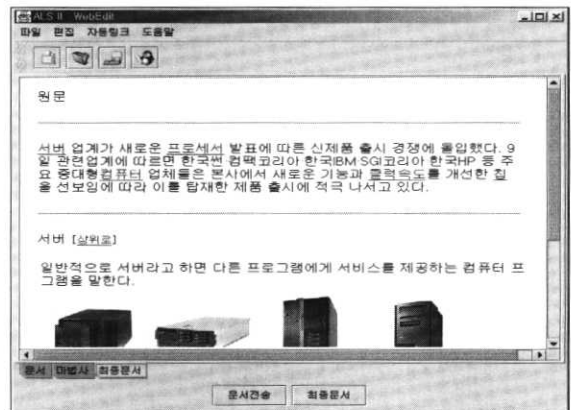 ALS II WebEdit
파일 편집 자동링크 도움말
원문
서버 업계가 새로운 프로세서 발표에 따른 신제품 출시 경쟁에 돌입했다. 9
일 관련업계에 따르면 한국썬·컴팩코리아·한국IBM·SGI코리아·한국HP 등 주
요 중대형컴퓨터 업체들은 본사에서 새로운 기능과 클럭속도를 개선한 칩
을 선보임에 따라 이를 탑재한 제품 출시에 적극 나서고 있다.
서버 [상위로]
일반적으로 서버라고 하면 다른 프로그램에게 서비스를 제공하는 컴퓨터 프
그램을 말한다.
문서 마법사 최종문서
문서전송 최종문서